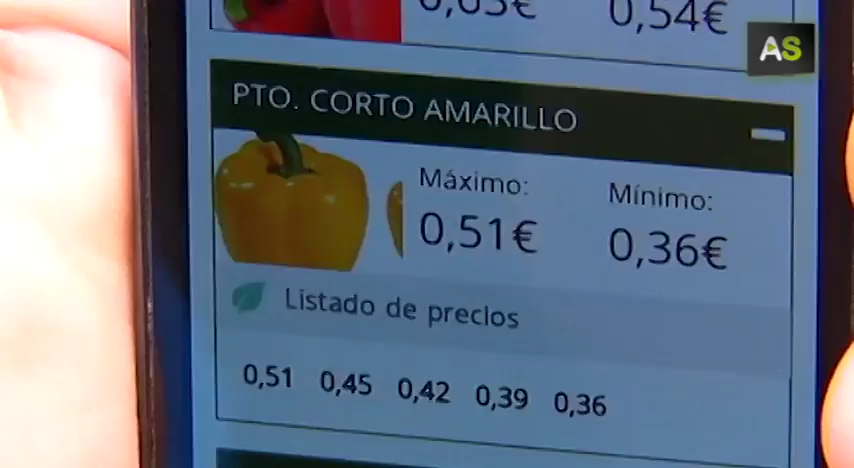 0,54€
AS
PTO. CORTO AMARILLO
Máximo: Mínimo:
0,51€ 0,36€
Listado de precios
0,51 0,45 0,42 0,39 0,36